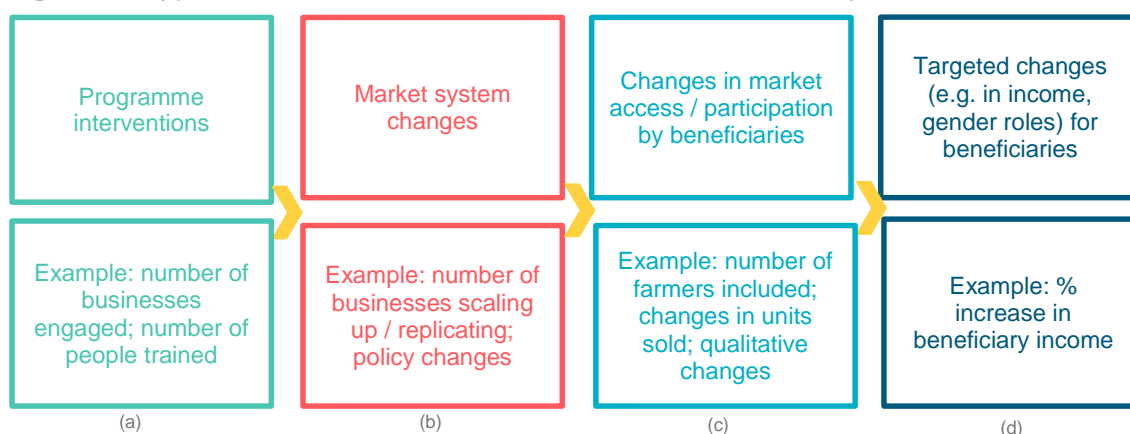 Programme
interventions
Market system
changes
Changes in market
access / participation
by beneficiaries
Targeted changes
(e.g. in income,
gender roles) for
beneficiaries
Example: number of
businesses
engaged; number of
people trained
Example: number of
businesses scaling
up / replicating;
policy changes
Example: number of
farmers included;
changes in units
sold; qualitative
changes
Example: %
increase in
beneficiary income
(a)
(b)
(c)
(d)